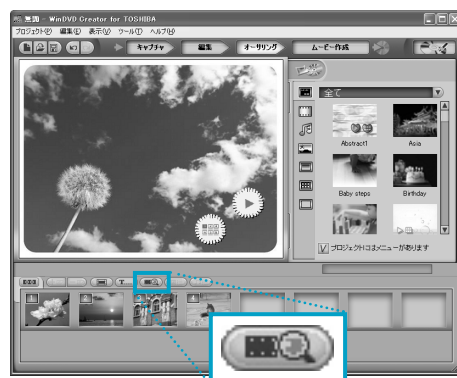 無題 - WinDVD Creator for TOSHIBA
プロジェクト(P) 編集(E) 表示(V) ツール(T) ヘルプ(H)
キャプチャ 編集 オーサリング ムービー作成
全て
Abstract1 Asia
Baby steps Birthday
プロジェクトにはメニューがあります
T